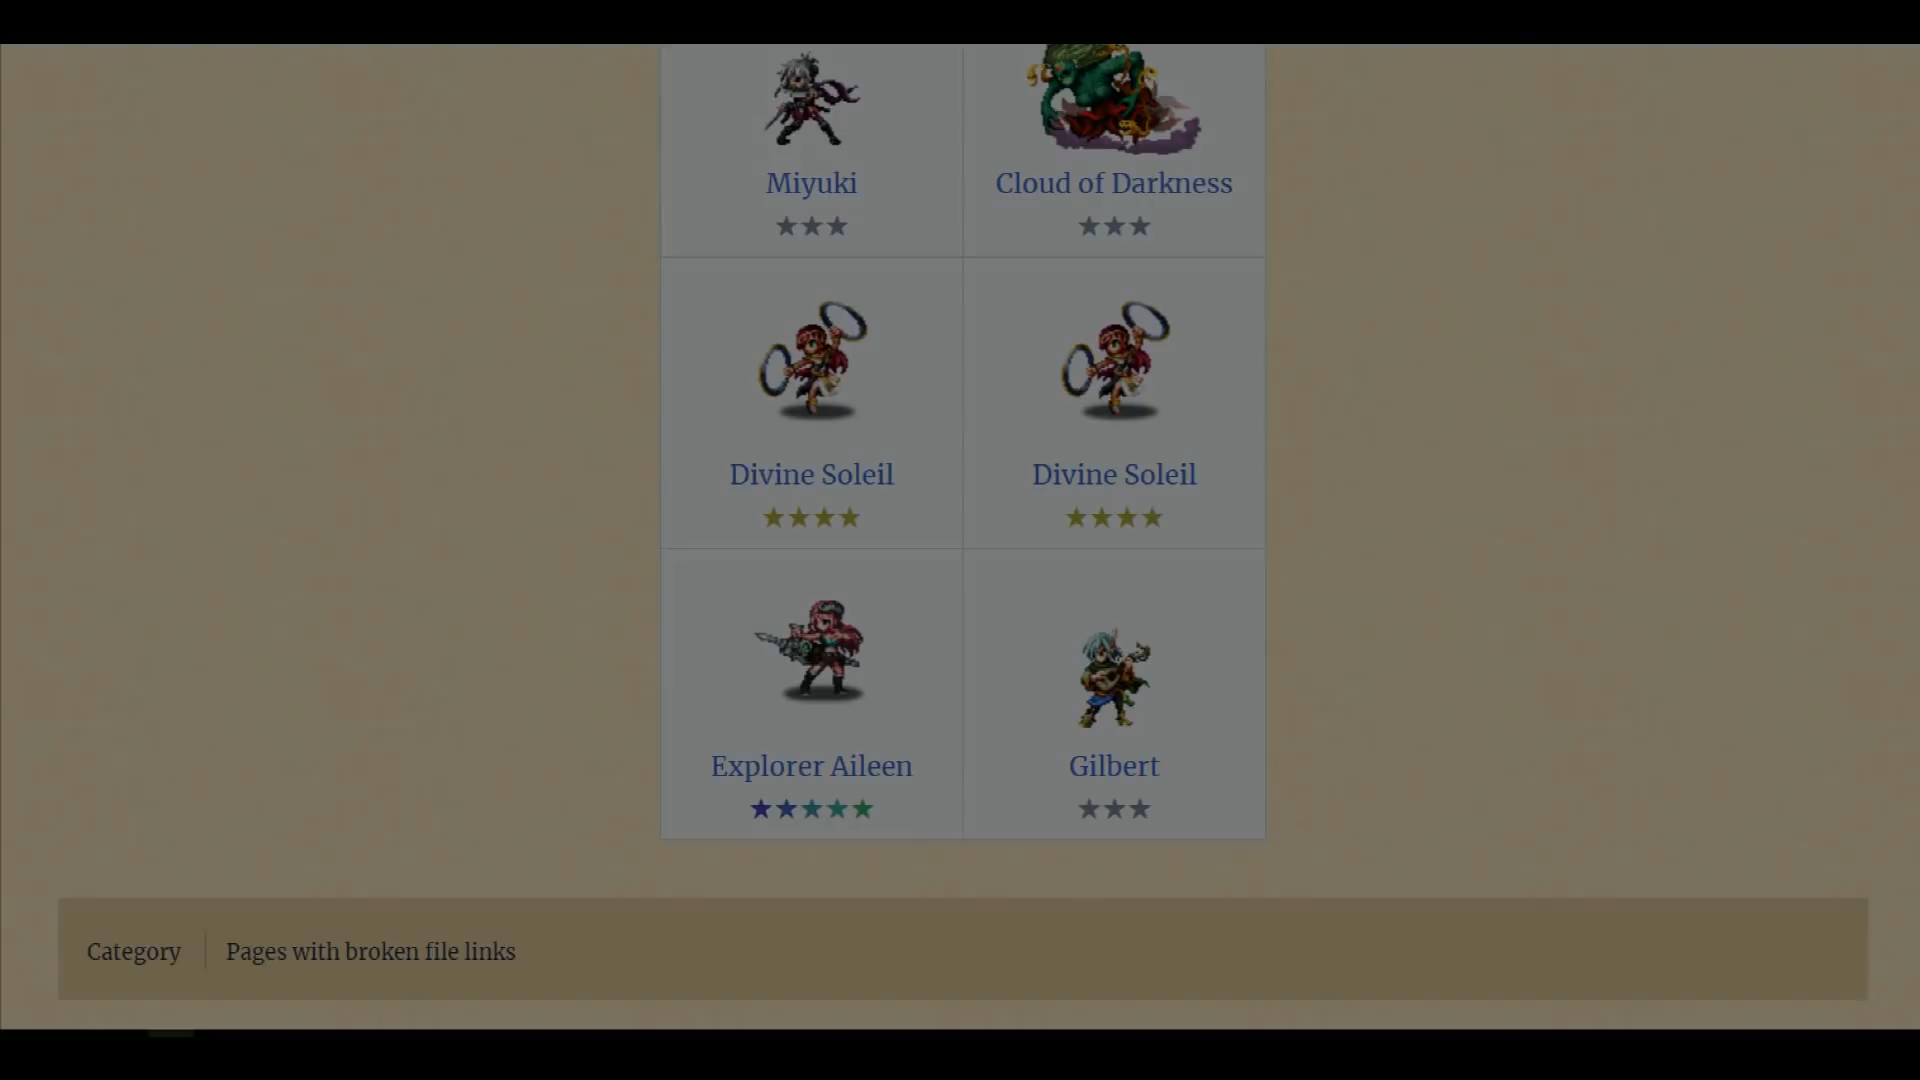 Miyuki
Cloud of Darkness
★★★
★★★
Divine Soleil
Divine Soleil
★★★★
★★★★
Explorer Aileen
Gilbert
★★★★★
★★★
Category
Pages with broken file links